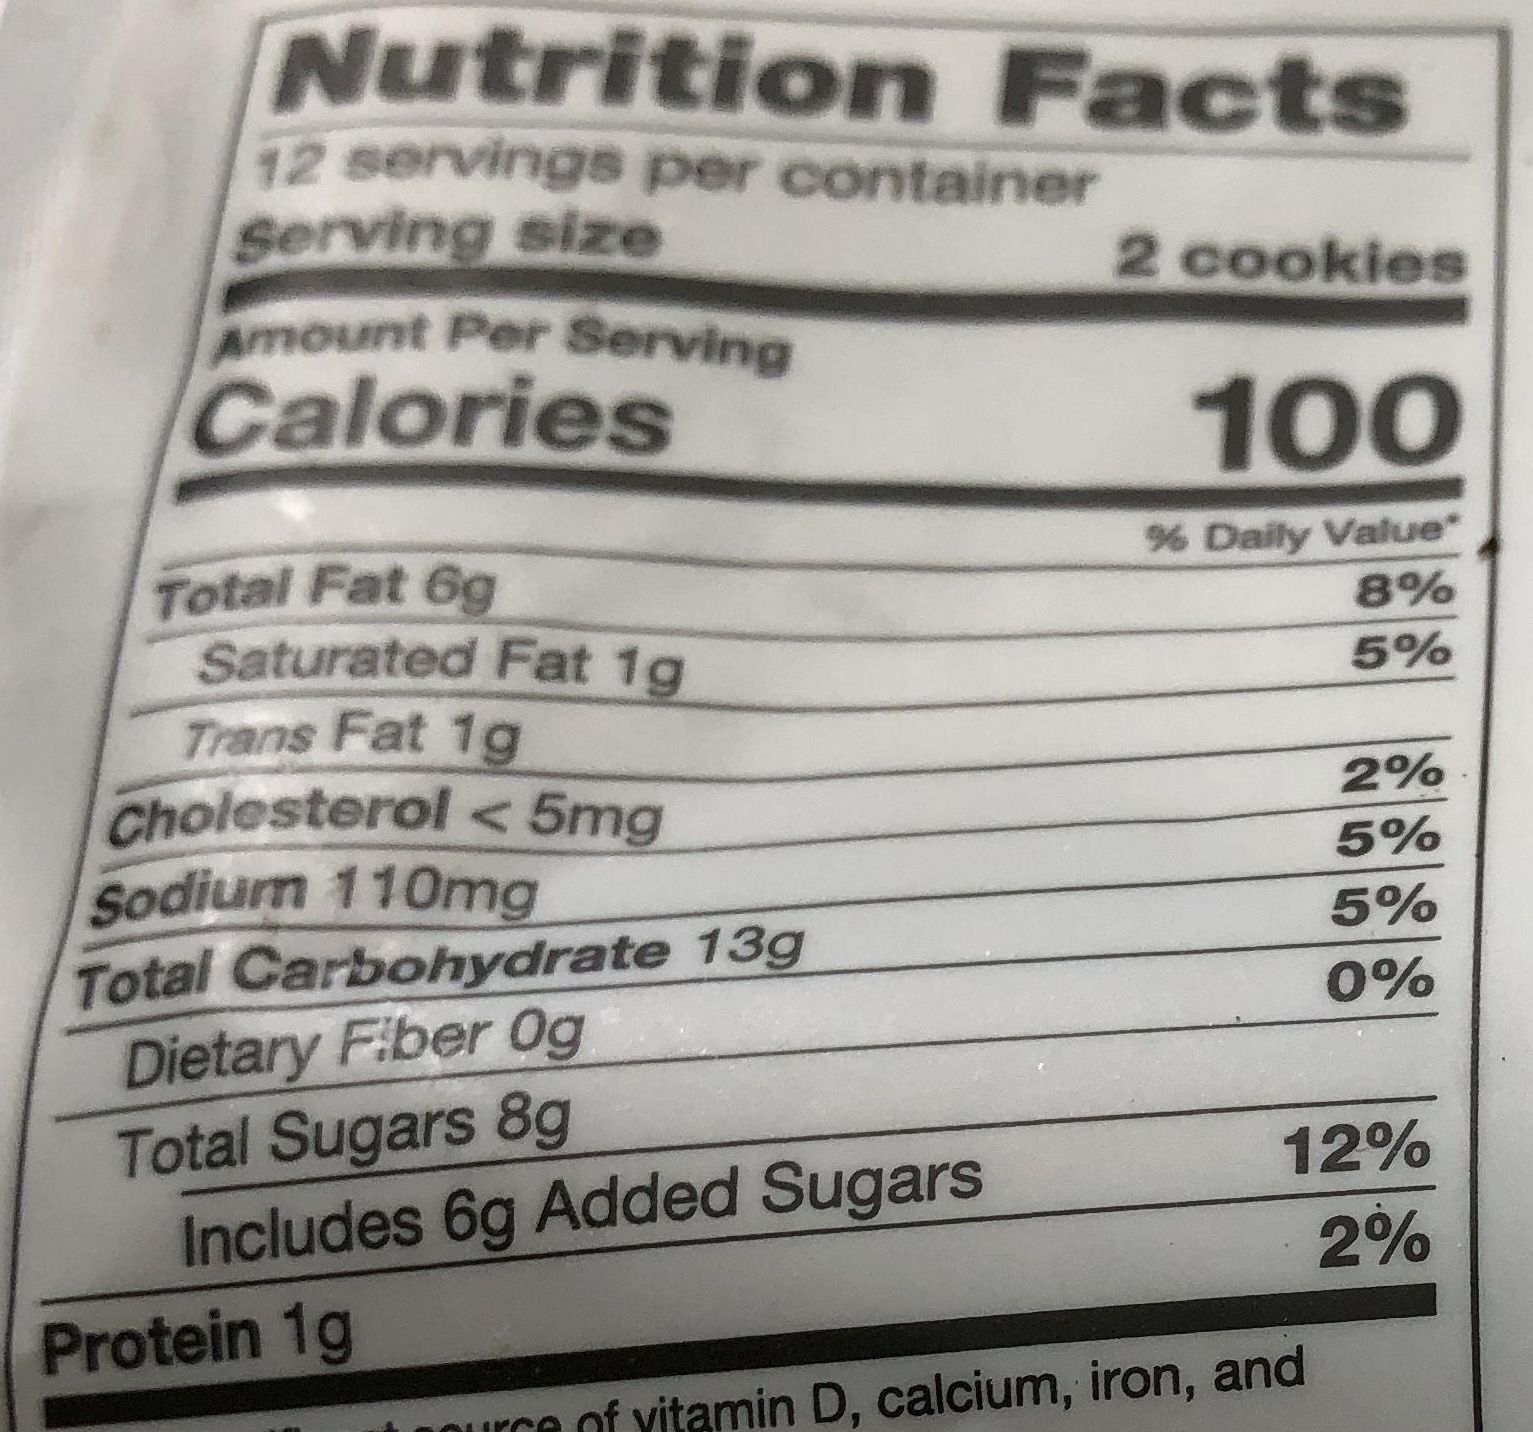 Nutrition Facts
12 servings per container
Serving size 2 cookies
Amount Per Serving
Calories 100
% Daily Value*
Total Fat 6g 8%
Saturated Fat 1g 5%
Trans Fat 1g
Cholesterol < 5mg 2%
Sodium 110mg 5%
Total Carbohydrate 13g 5%
Dietary Fiber 0g 0%
Total Sugars 8g
Includes 6g Added Sugars 12%
Protein 1g 2%
source of vitamin D, calcium, iron, and